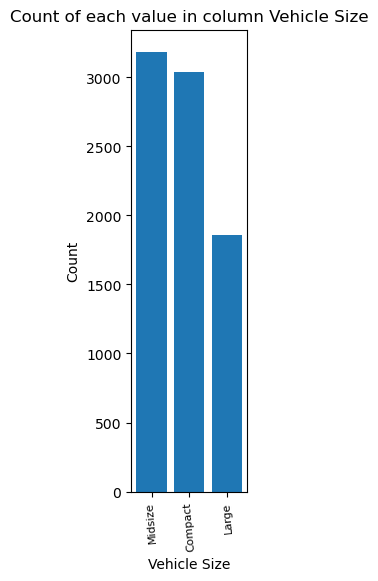 Count of each value in column Vehicle Size
3000
2500
2000
1500
1000
500
0
Count
Midsize
Compact
Large
Vehicle Size